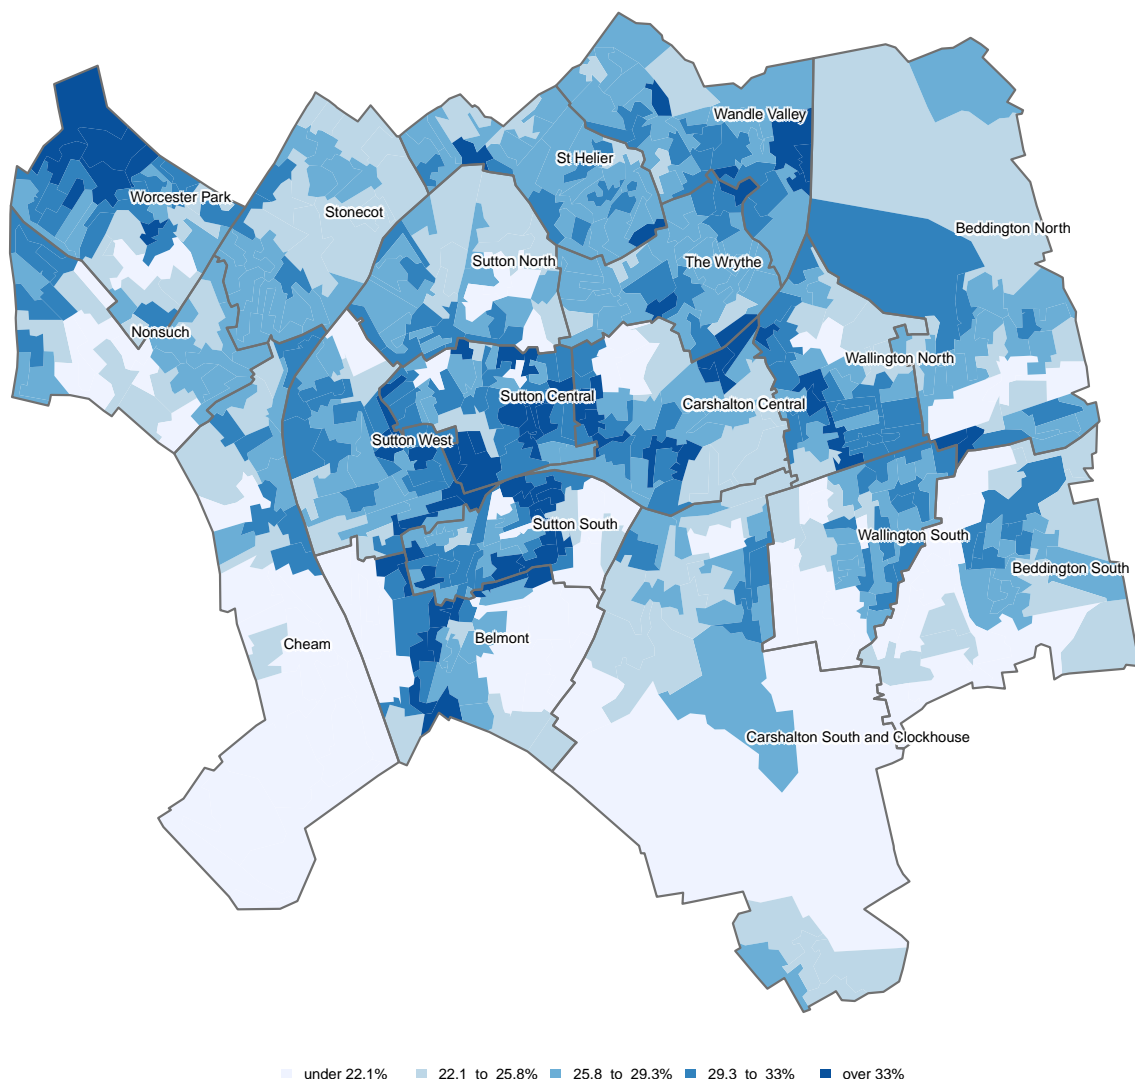 Wandle Valley
St Helier
Worcester Park
Stonecot
Beddington North
Sutton North
The Wrythe
Nonsuch
Wallington North
Sutton Central
Carshalton Central
Sutton West
Sutton South
Wallington South
Beddington South
Belmont
Cheam
Carshalton South and Clockhouse
under 22.1% 22.1 to 25.8% 25.8 to 29.3% 29.3 to 33% over 33%